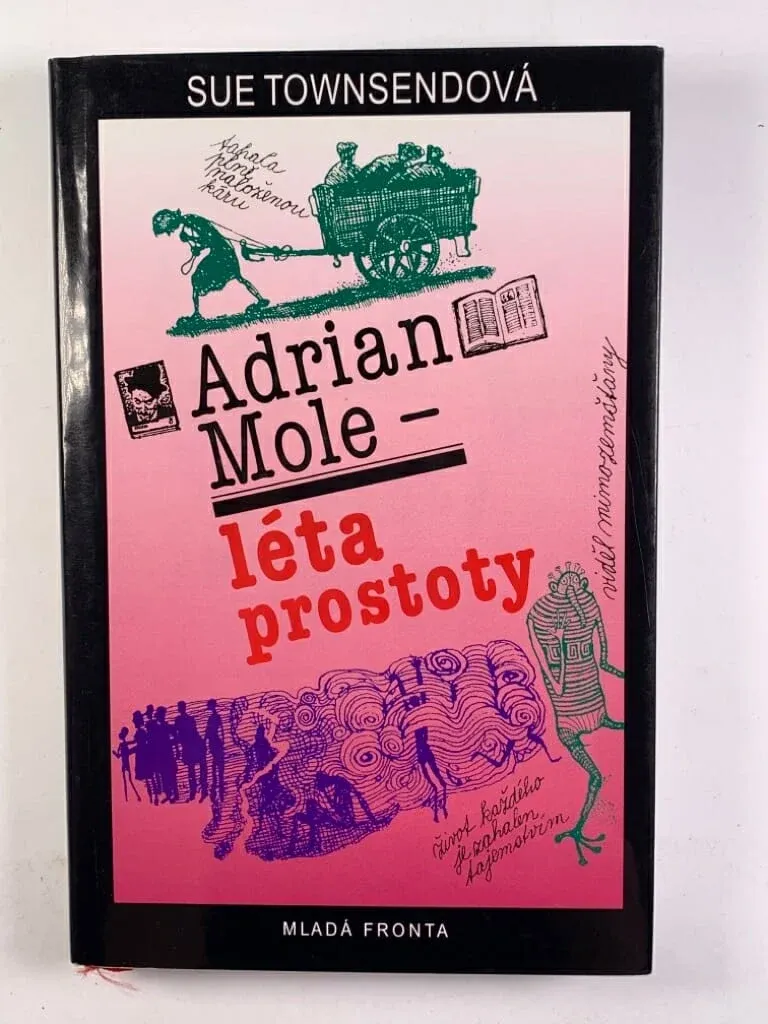 SUE TOWNSENDOVÁ
tahala
plně
naloženou
káru
Adrian
Mole –
léta
prostoty
viděl mimozemšťany
život každého
je zahalen
tajemstvím
MLADÁ FRONTA